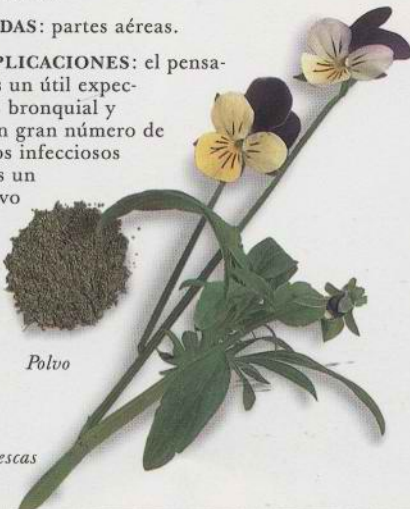 DAS: partes aéreas.
PLICACIONES: el pensa-
s un útil expec-
bronquial y
n gran número de
os infecciosos
s un
vo
Polvo
escas